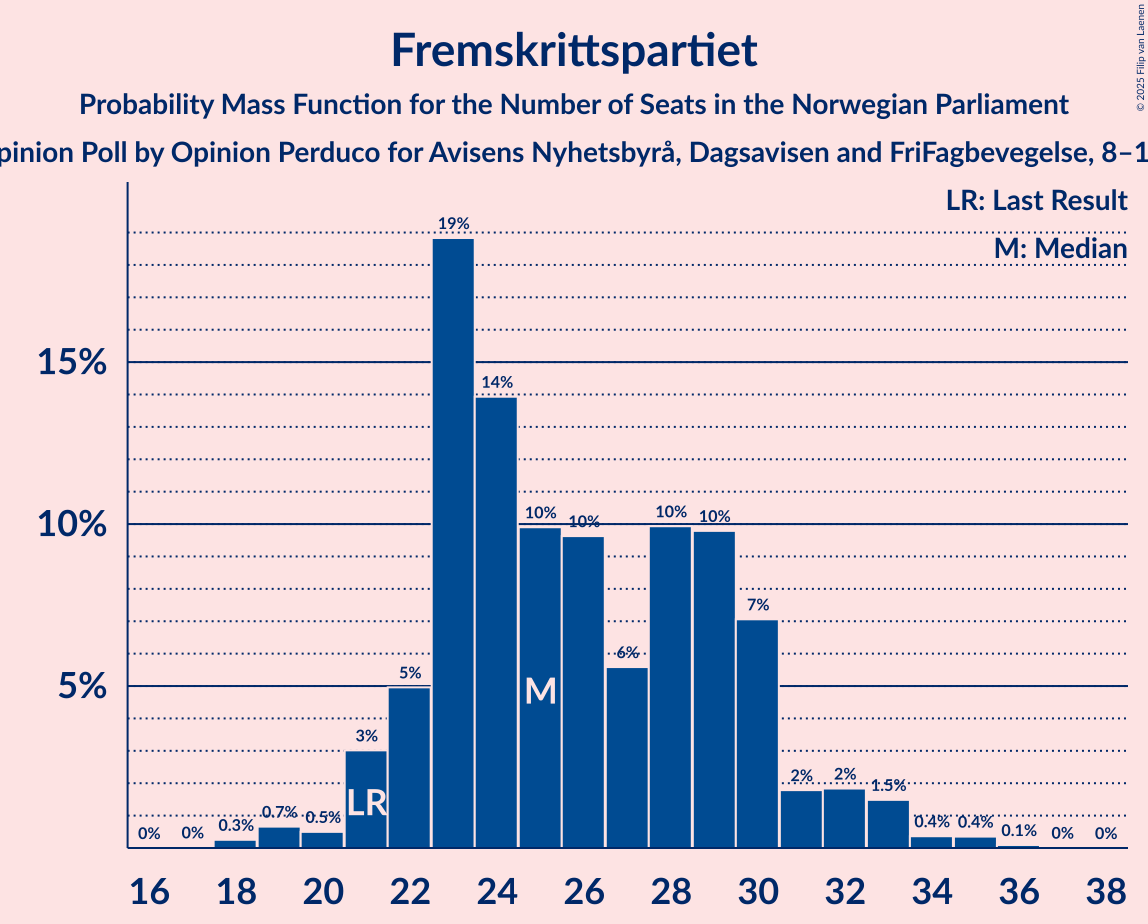 Fremskrittspartiet
Probability Mass Function for the Number of Seats in the Norwegian Parliament
pinion Poll by Opinion Perduco for Avisens Nyhetsbyrå, Dagsavisen and FriFagbevegelse, 8–1
© 2025 Filip van Laenen
LR: Last Result
M: Median
15%
10%
5%
0%
0%
0.3%
0.7%
0.5%
3%
5%
19%
14%
10%
10%
6%
10%
10%
7%
2%
2%
1.5%
0.4%
0.4%
0.1%
0%
0%
LR
M
16 18 20 22 24 26 28 30 32 34 36 38